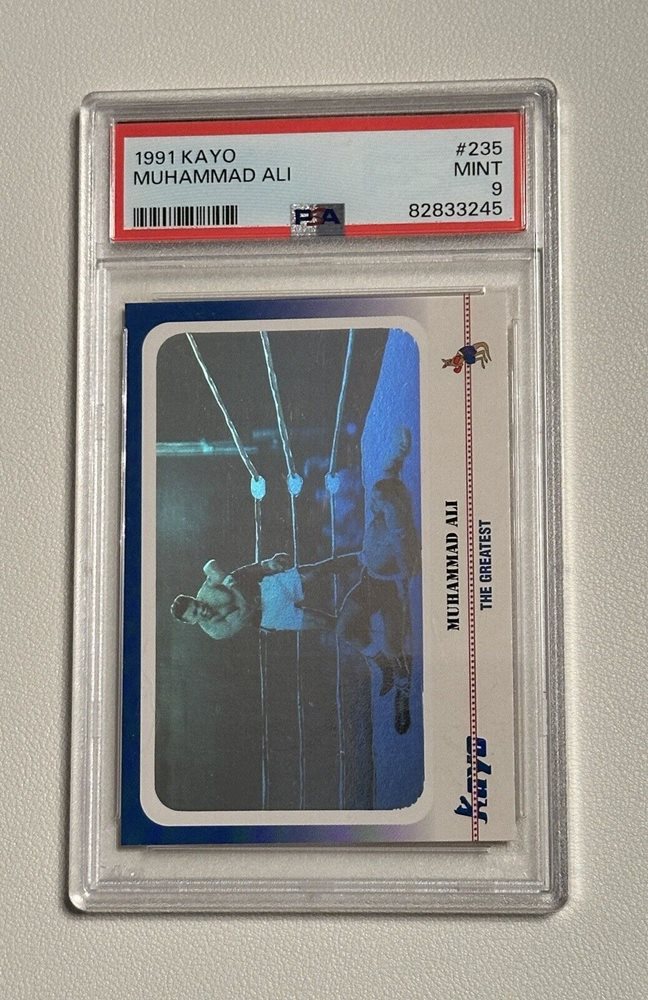 1991 KAYO #235
MUHAMMAD ALI MINT
9
PSA 82833245
MUHAMMAD ALI
THE GREATEST
Kayo